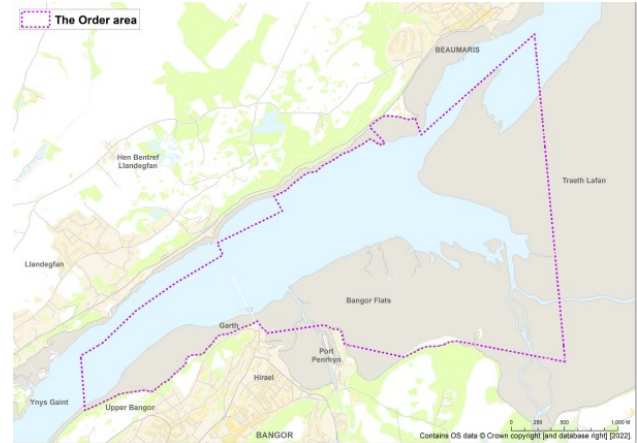 The Order area
BEAUMARIS
Hen Bentref
Llandegfan
Traeth Lafan
Llandegfan
Bangor Flats
Garth
Port
Penrhyn
Hirael
Ynys Gaint
Upper Bangor
BANGOR
0 250 500 1,000 M
Contains OS data © Crown copyright [and database right] [2022].